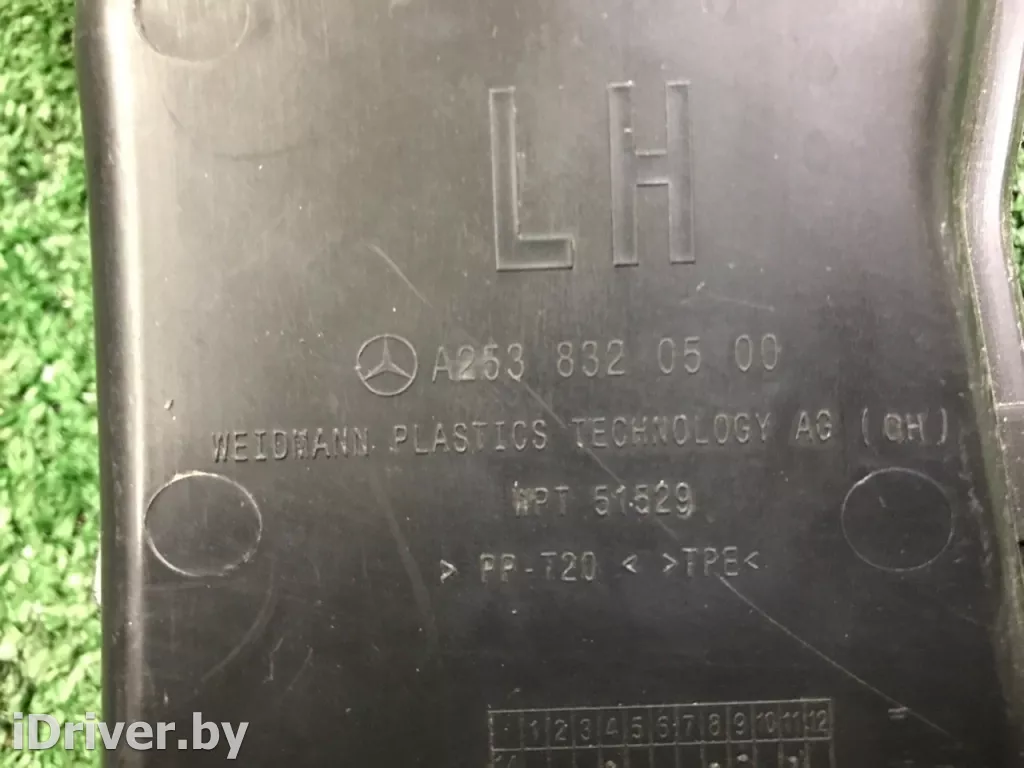 LH
A253 832 05 00
WEIDMANN PLASTICS TECHNOLOGY AG (CH)
WPT 51529
> PP-T20 < >TPE<
1 2 3 4 5 6 7 8 9 10 11 12
14
iDriver.by